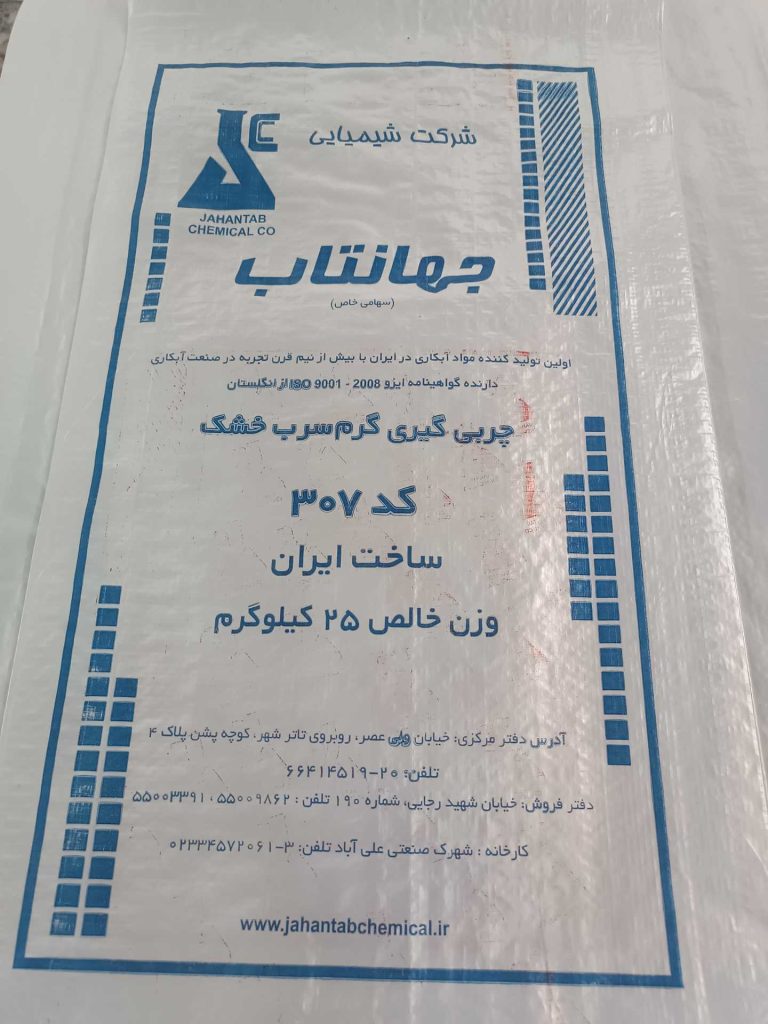 شرکت شیمیایی
JC
JAHANTAB
CHEMICAL CO
جهانتاب
(سهامی خاص)
اولین تولید کننده مواد آبکاری در ایران با بیش از نیم قرن تجربه در صنعت آبکاری
دارنده گواهینامه ایزو 2008 - 9001 ISO از انگلستان
چربی گیری گرم سرب خشک
کد ۳۰۷
ساخت ایران
وزن خالص ۲۵ کیلوگرم
آدرس دفتر مرکزی: خیابان ولی عصر، روبروی تاتر شهر، کوچه پشن پلاک ۴
تلفن: ۲۰-۶۶۴۱۴۵۱۹
دفتر فروش: خیابان شهید رجایی، شماره ۱۹۰ تلفن : ۵۵۰۰۹۸۶۲ ، ۵۵۰۰۳۳۹۱
کارخانه : شهرک صنعتی علی آباد تلفن: ۳-۰۲۳۳۴۵۷۲۰۶۱
www.jahantabchemical.ir